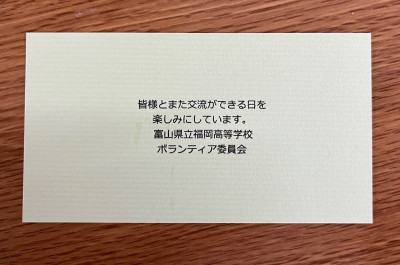 皆様とまた交流ができる日を
楽しみにしています。
富山県立福岡高等学校
ボランティア委員会